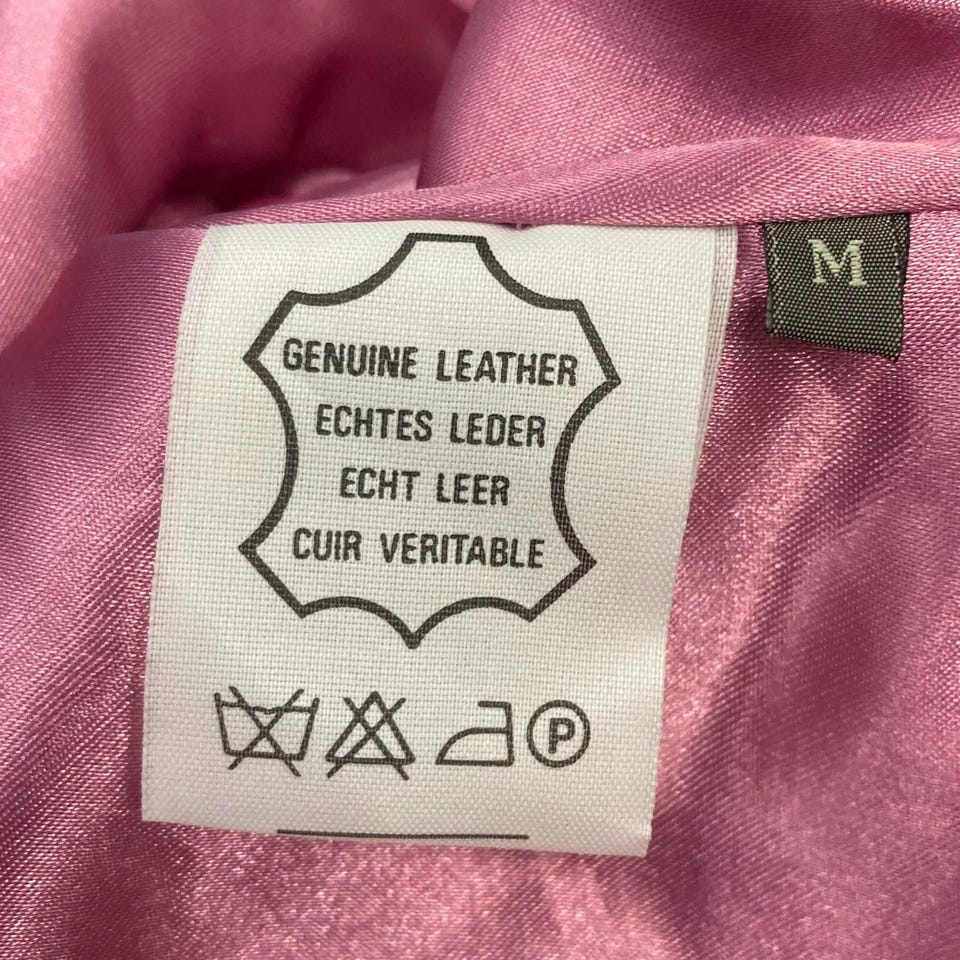 GENUINE LEATHER
ECHTES LEDER
ECHT LEER
CUIR VERITABLE
P
M